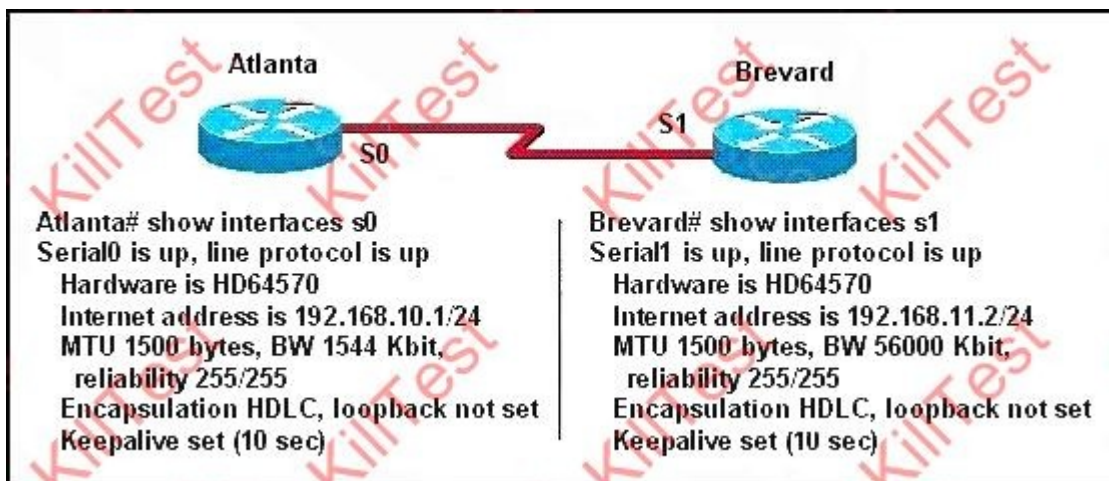 Atlanta
Brevard
S0
S1
Atlanta# show interfaces s0
Serial0 is up, line protocol is up
Hardware is HD64570
Internet address is 192.168.10.1/24
MTU 1500 bytes, BW 1544 Kbit,
reliability 255/255
Encapsulation HDLC, loopback not set
Keepalive set (10 sec)
Brevard# show interfaces s1
Serial1 is up, line protocol is up
Hardware is HD64570
Internet address is 192.168.11.2/24
MTU 1500 bytes, BW 56000 Kbit,
reliability 255/255
Encapsulation HDLC, loopback not set
Keepalive set (10 sec)
KillTest
KillTest
KillTest
KillTest
KillTest
KillTest
KillTest
KillTest
KillTest
KillTest
KillTest
KillTest